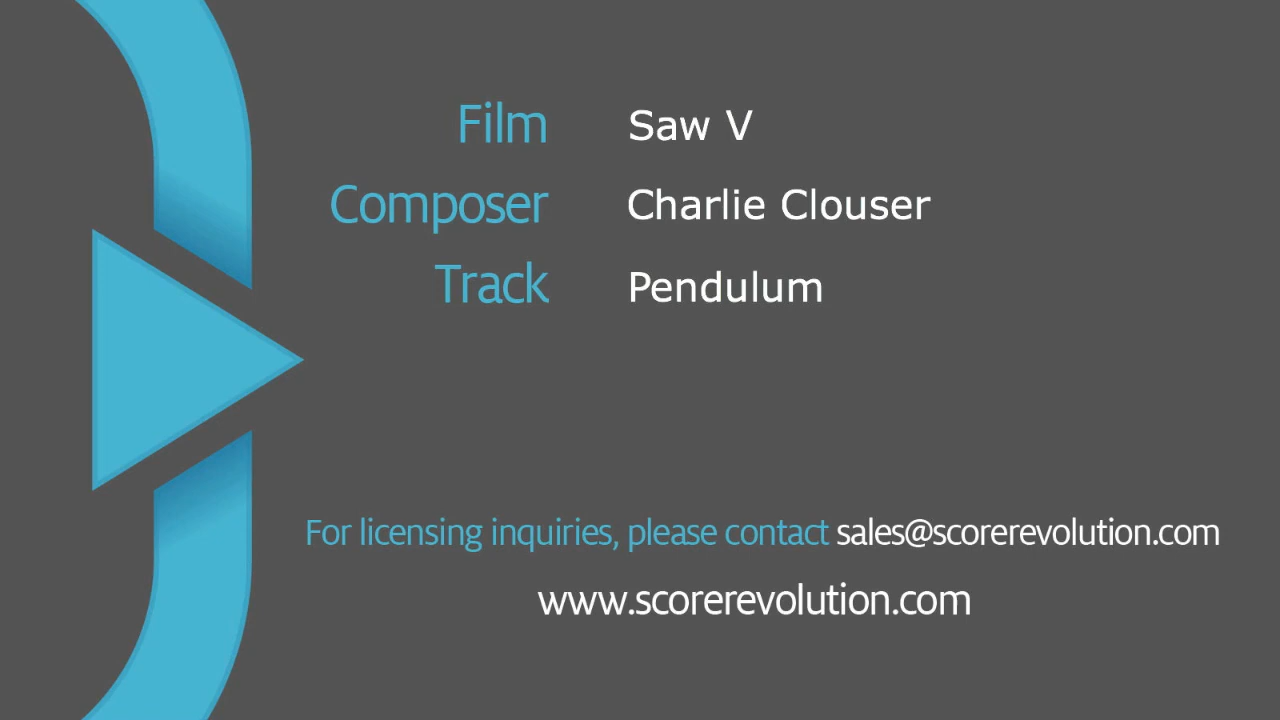 Film Saw V
Composer Charlie Clouser
Track Pendulum
For licensing inquiries, please contact sales@scorerevolution.com
www.scorerevolution.com